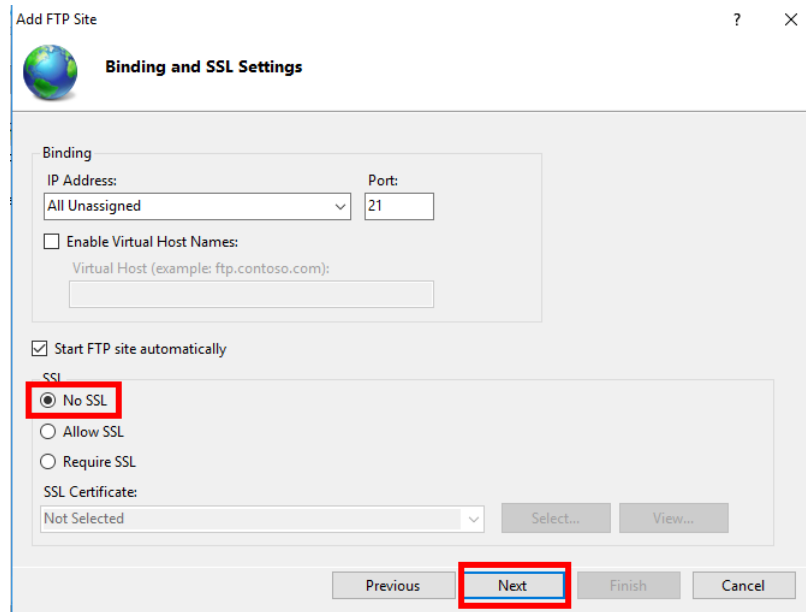 Add FTP Site
?
Binding and SSL Settings
Binding
IP Address:
Port:
All Unassigned
21
Enable Virtual Host Names:
Virtual Host (example: ftp.contoso.com):
Start FTP site automatically
SSL
No SSL
Allow SSL
Require SSL
SSL Certificate:
Not Selected
Select...
View...
Previous
Next
Finish
Cancel